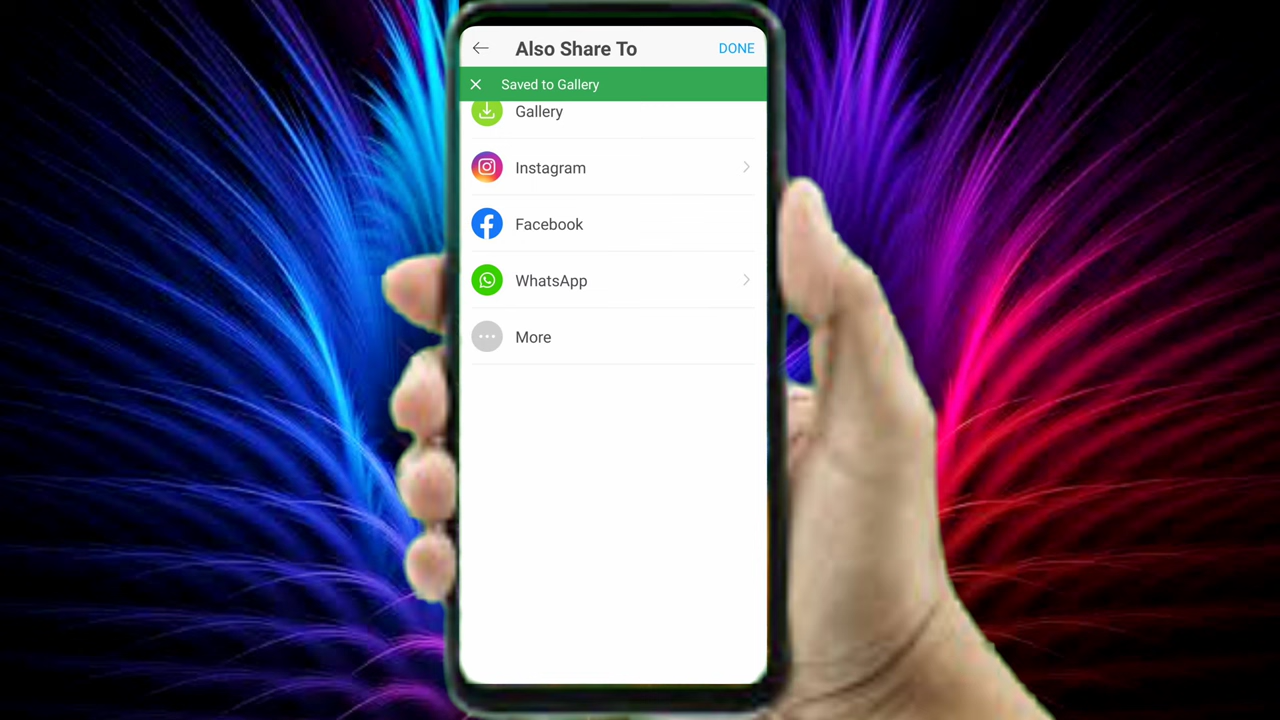 Also Share To
DONE
Saved to Gallery
Gallery
Instagram
Facebook
WhatsApp
More